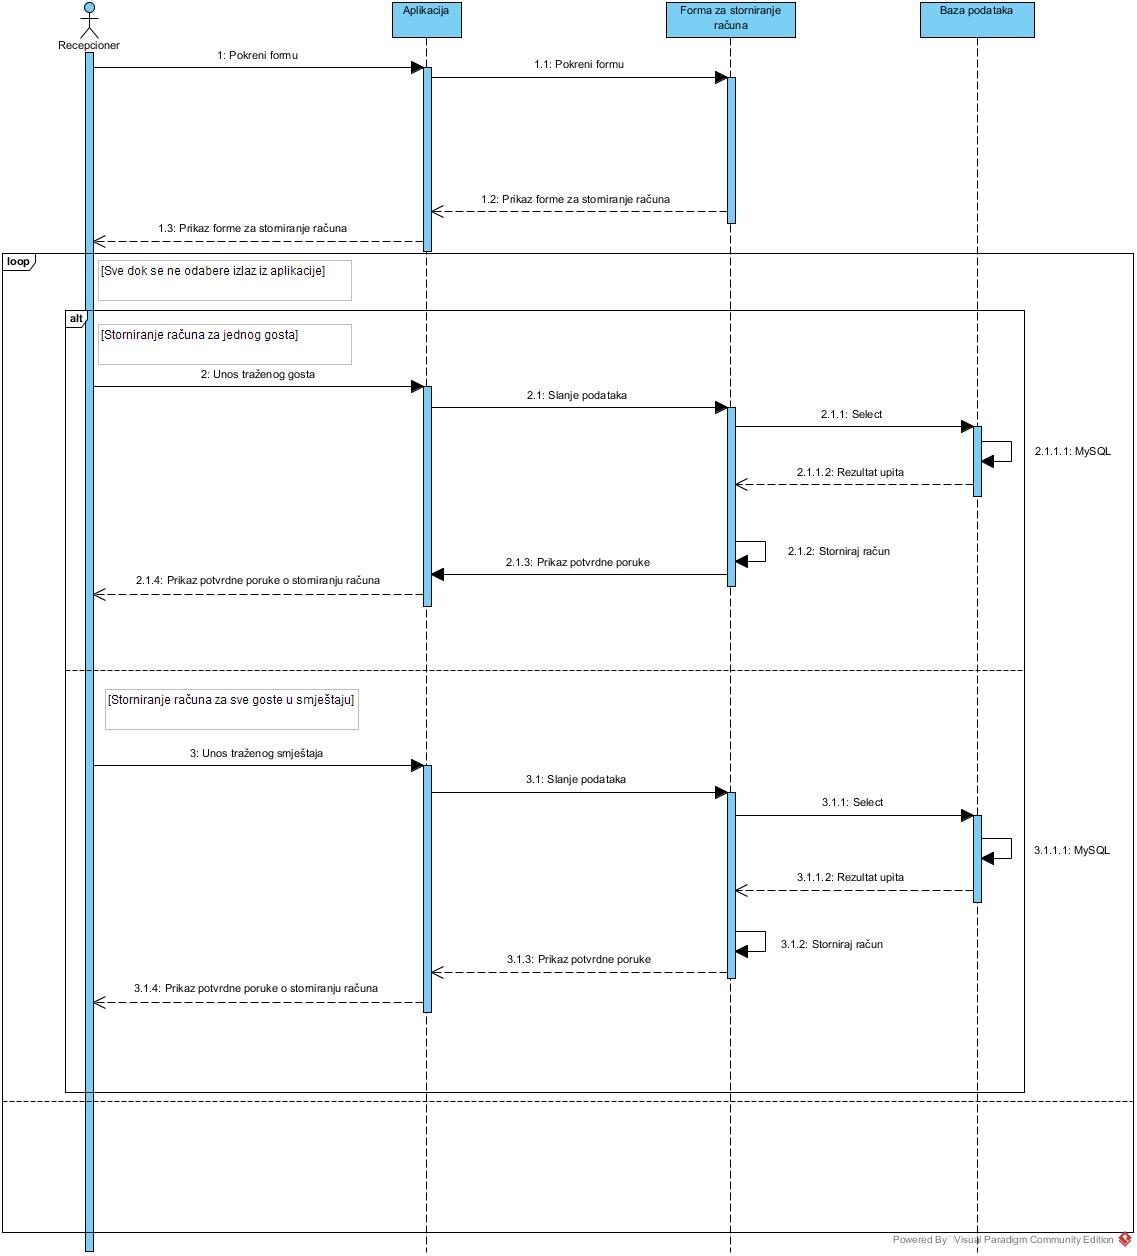 Recepcioner
Aplikacija
Forma za storniranje
računa
Baza podataka
1: Pokreni formu
1.1: Pokreni formu
1.2: Prikaz forme za storniranje računa
1.3: Prikaz forme za storniranje računa
loop
[Sve dok se ne odabere izlaz iz aplikacije]
alt
[Storniranje računa za jednog gosta]
2: Unos traženog gosta
2.1: Slanje podataka
2.1.1: Select
2.1.1.1: MySQL
2.1.1.2: Rezultat upita
2.1.2: Storniraj račun
2.1.3: Prikaz potvrdne poruke
2.1.4: Prikaz potvrdne poruke o storniranju računa
[Storniranje računa za sve goste u smještaju]
3: Unos traženog smještaja
3.1: Slanje podataka
3.1.1: Select
3.1.1.1: MySQL
3.1.1.2: Rezultat upita
3.1.2: Storniraj račun
3.1.3: Prikaz potvrdne poruke
3.1.4: Prikaz potvrdne poruke o storniranju računa
Powered By Visual Paradigm Community Edition